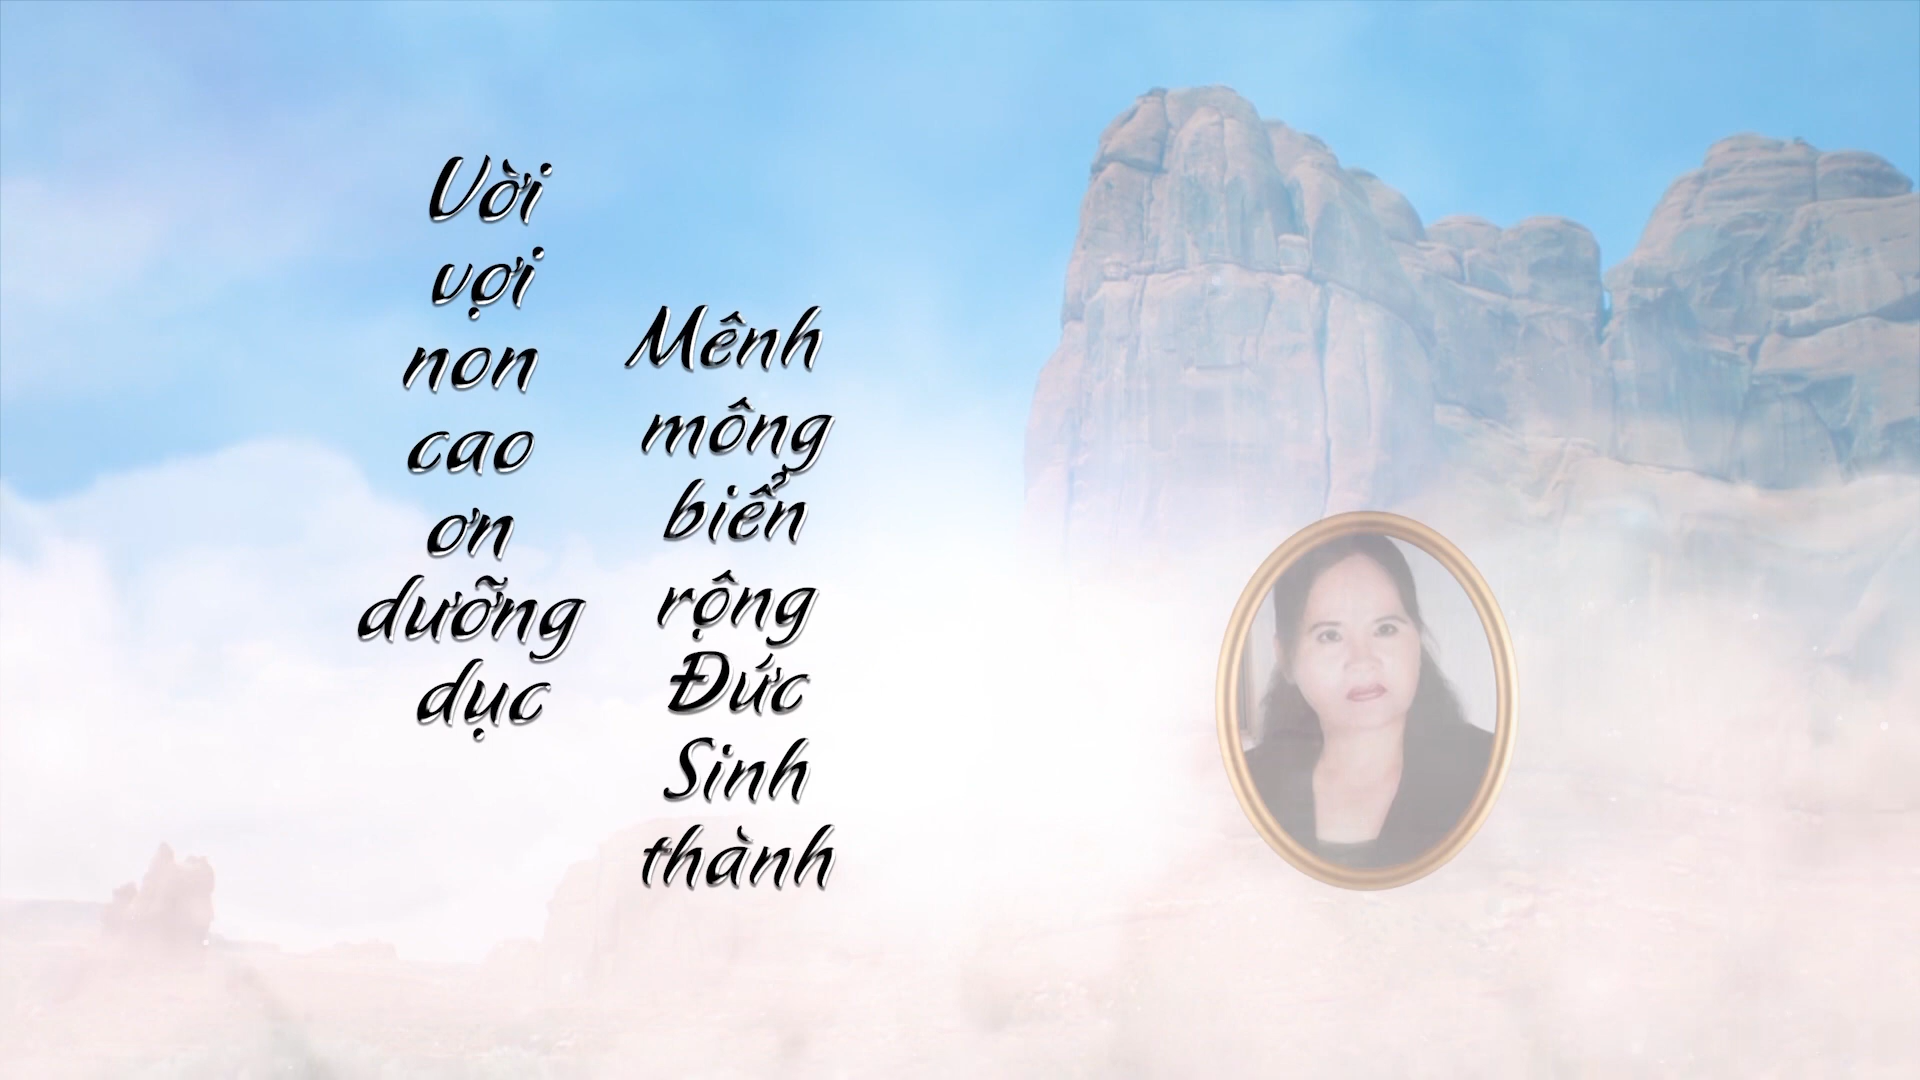 Vời
vợi
non
cao
ơn
dưỡng
dục
Mênh
mông
biển
rộng
Đức
Sinh
thành